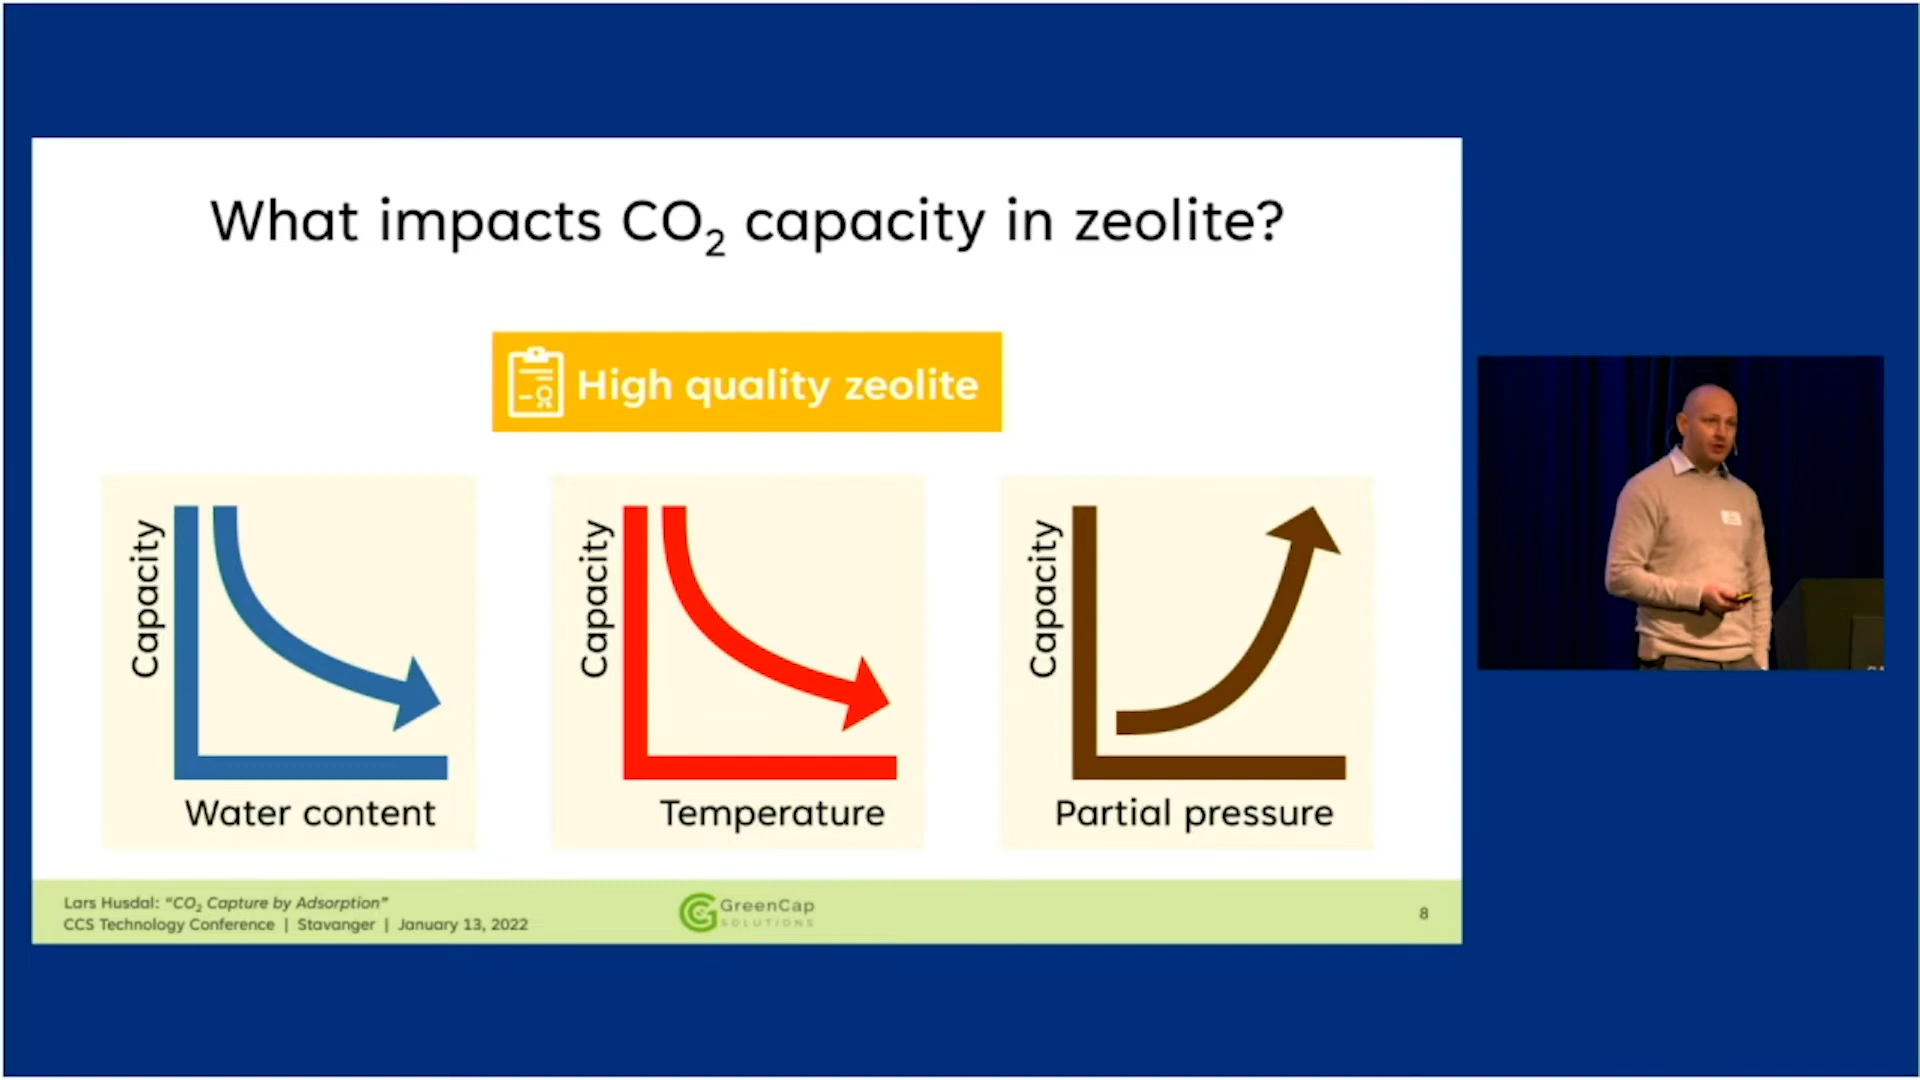 What impacts CO₂ capacity in zeolite?
High quality zeolite
Capacity
Water content
Capacity
Temperature
Capacity
Partial pressure
Lars Husdal: “CO₂ Capture by Adsorption”
CCS Technology Conference | Stavanger | January 13, 2022
GreenCap
SOLUTIONS
8